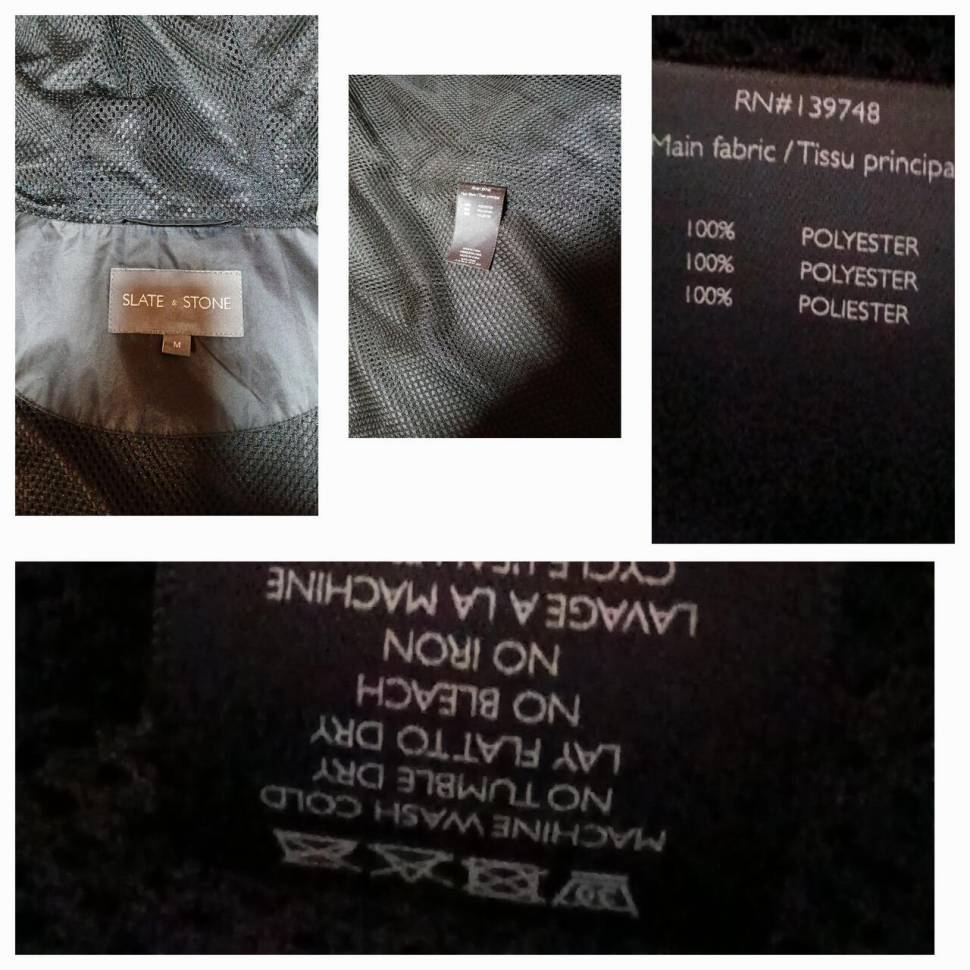 SLATE & STONE
M
RN#139748
Main fabric / Tissu principa
100% POLYESTER
100% POLYESTER
100% POLIESTER
MACHINE WASH COLD
NO TUMBLE DRY
LAY FLAT TO DRY
NO BLEACH
NO IRON
LAVAGE A LA MACHINE
CYCLE